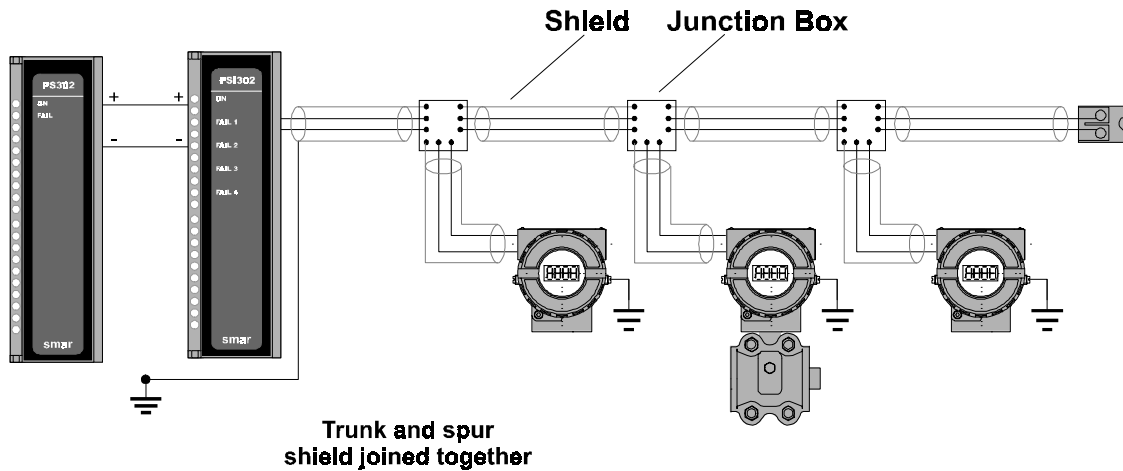 Shield
Junction Box
PS302
ON
FAIL
+
+
-
-
PSI302
ON
FAIL 1
FAIL 2
FAIL 3
FAIL 4
smar
smar
Trunk and spur
shield joined together